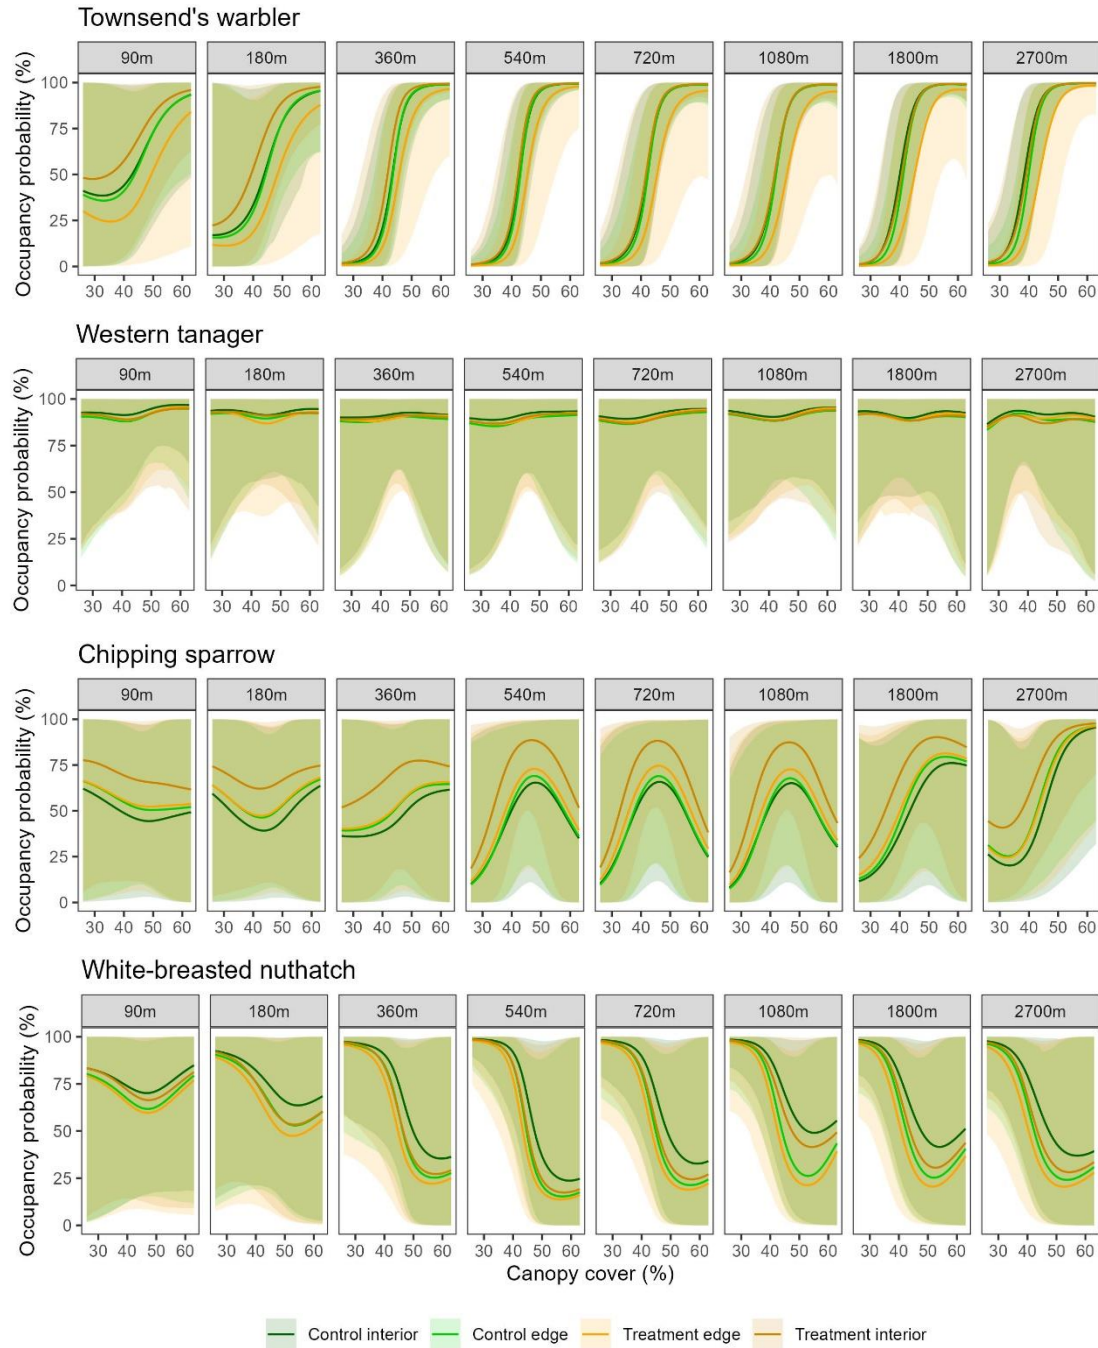 Townsend's warbler
90m 180m 360m 540m 720m 1080m 1800m 2700m
Occupancy probability (%)
100
75
50
25
0
30 40 50 60 30 40 50 60 30 40 50 60 30 40 50 60 30 40 50 60 30 40 50 60 30 40 50 60 30 40 50 60
Western tanager
90m 180m 360m 540m 720m 1080m 1800m 2700m
Occupancy probability (%)
100
75
50
25
0
30 40 50 60 30 40 50 60 30 40 50 60 30 40 50 60 30 40 50 60 30 40 50 60 30 40 50 60 30 40 50 60
Chipping sparrow
90m 180m 360m 540m 720m 1080m 1800m 2700m
Occupancy probability (%)
100
75
50
25
0
30 40 50 60 30 40 50 60 30 40 50 60 30 40 50 60 30 40 50 60 30 40 50 60 30 40 50 60 30 40 50 60
White-breasted nuthatch
90m 180m 360m 540m 720m 1080m 1800m 2700m
Occupancy probability (%)
100
75
50
25
0
30 40 50 60 30 40 50 60 30 40 50 60 30 40 50 60 30 40 50 60 30 40 50 60 30 40 50 60 30 40 50 60
Canopy cover (%)
Control interior Control edge Treatment edge Treatment interior